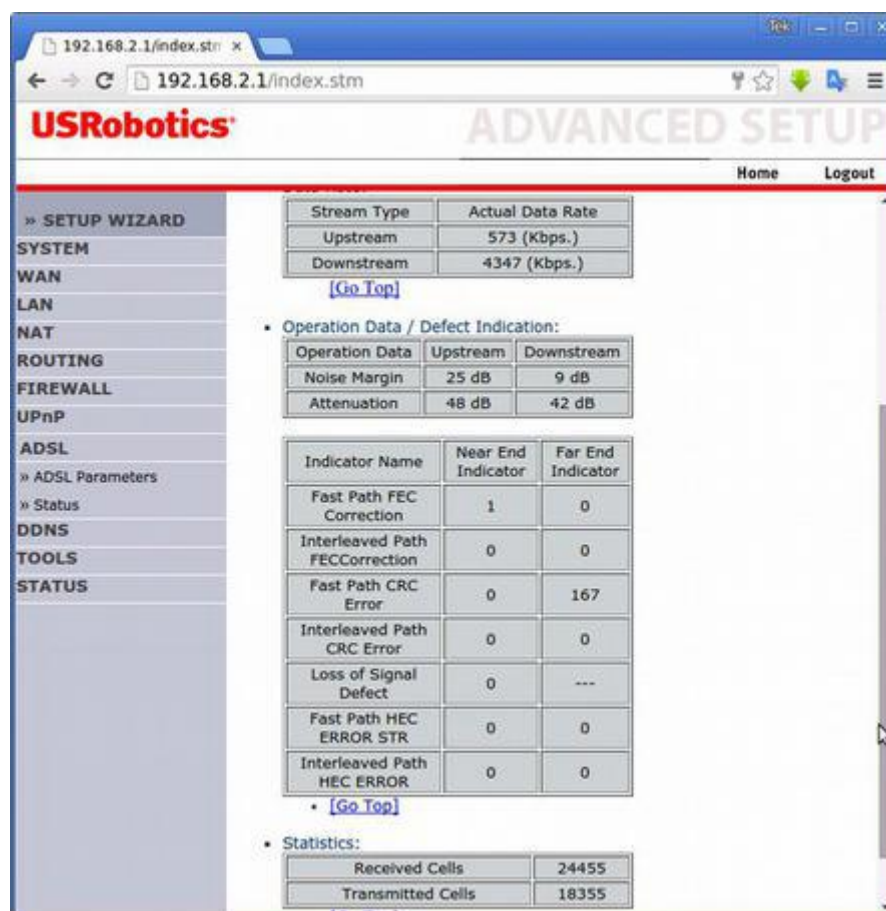 Tek
192.168.2.1/index.stm
192.168.2.1/index.stm
USRobotics
ADVANCED SETUP
Home Logout
» SETUP WIZARD
SYSTEM
WAN
LAN
NAT
ROUTING
FIREWALL
UPnP
ADSL
» ADSL Parameters
» Status
DDNS
TOOLS
STATUS
Stream Type Actual Data Rate
Upstream 573 (Kbps.)
Downstream 4347 (Kbps.)
[Go Top]
• Operation Data / Defect Indication:
Operation Data Upstream Downstream
Noise Margin 25 dB 9 dB
Attenuation 48 dB 42 dB
Indicator Name Near End Indicator Far End Indicator
Fast Path FEC Correction 1 0
Interleaved Path FECCorrection 0 0
Fast Path CRC Error 0 167
Interleaved Path CRC Error 0 0
Loss of Signal Defect 0 ---
Fast Path HEC ERROR STR 0 0
Interleaved Path HEC ERROR 0 0
• [Go Top]
• Statistics:
Received Cells 24455
Transmitted Cells 18355